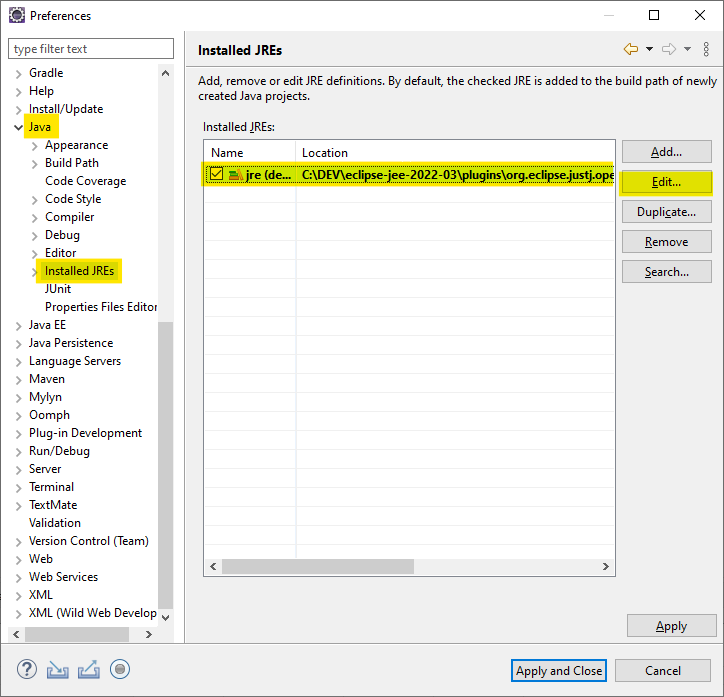 Preferences
type filter text
Gradle
Help
Install/Update
Java
Appearance
Build Path
Code Coverage
Code Style
Compiler
Debug
Editor
Installed JREs
JUnit
Properties Files Editor
Java EE
Java Persistence
Language Servers
Maven
Mylyn
Oomph
Plug-in Development
Run/Debug
Server
Terminal
TextMate
Validation
Version Control (Team)
Web
Web Services
XML
XML (Wild Web Develop
Installed JREs
Add, remove or edit JRE definitions. By default, the checked JRE is added to the build path of newly
created Java projects.
Installed JREs:
Name Location
jre (de... C:\DEV\eclipse-jee-2022-03\plugins\org.eclipse.justj.ope
Add...
Edit...
Duplicate...
Remove
Search...
Apply
Apply and Close Cancel